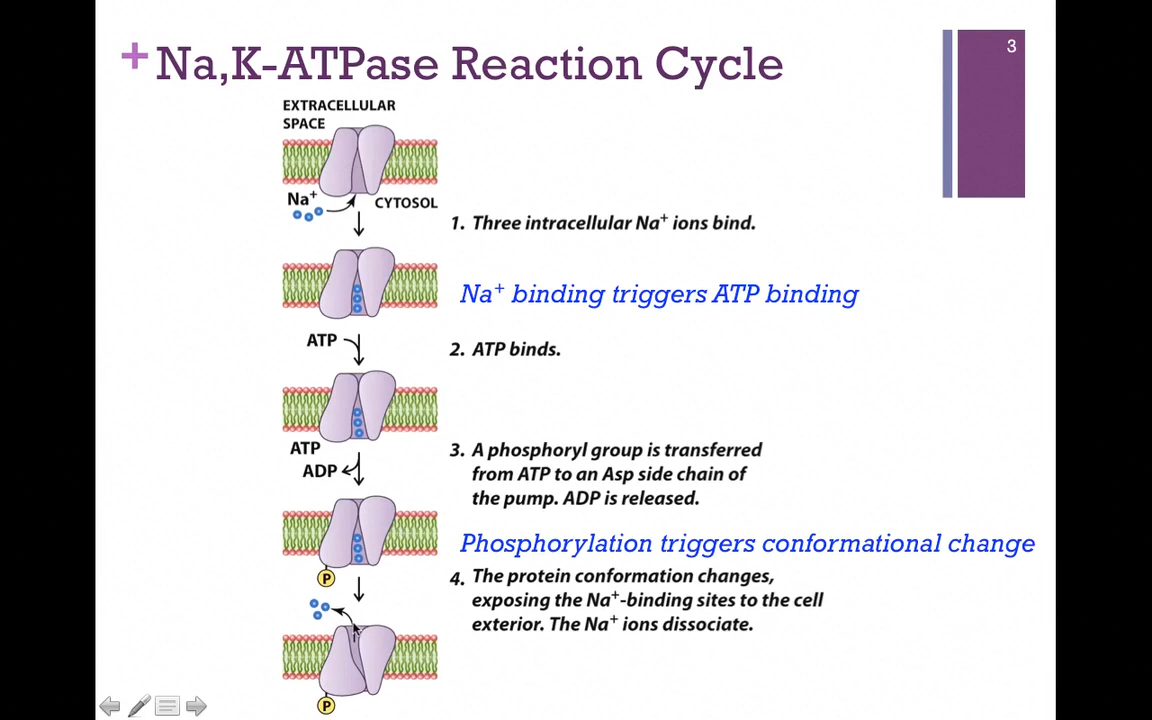 3
+ Na,K-ATPase Reaction Cycle
EXTRACELLULAR
SPACE
Na⁺
CYTOSOL
1. Three intracellular Na⁺ ions bind.
Na⁺ binding triggers ATP binding
ATP
2. ATP binds.
ATP
ADP
3. A phosphoryl group is transferred
from ATP to an Asp side chain of
the pump. ADP is released.
Phosphorylation triggers conformational change
P
4. The protein conformation changes,
exposing the Na⁺-binding sites to the cell
exterior. The Na⁺ ions dissociate.
P